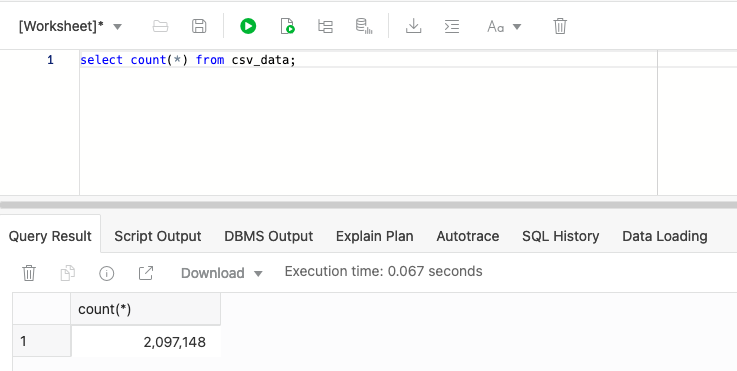 [Worksheet]*
Aa
1 select count(*) from csv_data;
Query Result Script Output DBMS Output Explain Plan Autotrace SQL History Data Loading
Download Execution time: 0.067 seconds
count(*)
1 2,097,148